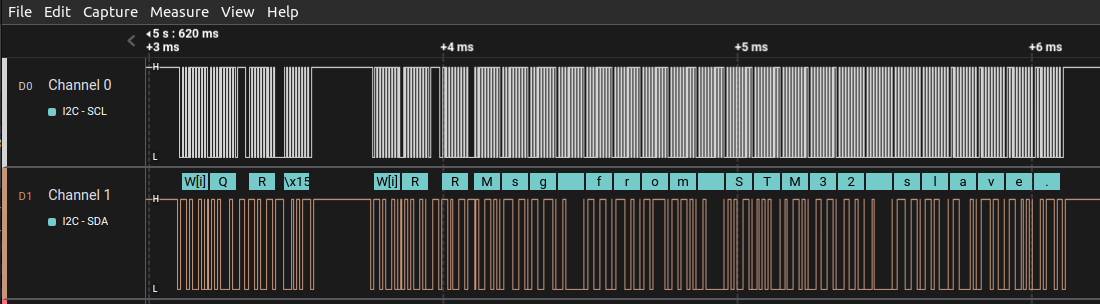 File Edit Capture Measure View Help
5 s : 620 ms
+3 ms +4 ms +5 ms +6 ms
D0 Channel 0 H
I2C - SCL
L
W[i] Q R \x15 W[i] R R M s g f r o m S T M 3 2 s l a v e .
D1 Channel 1 H
I2C - SDA
L